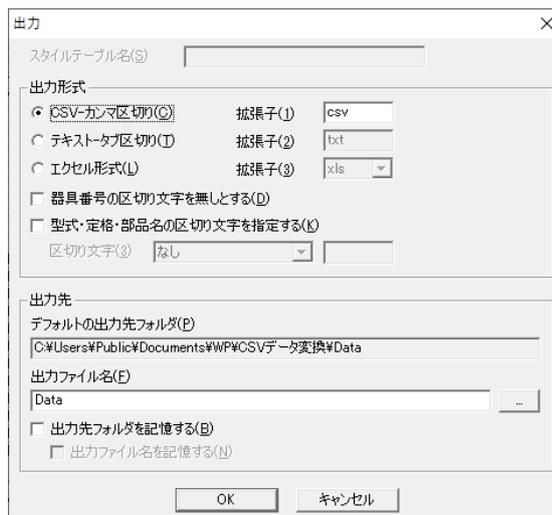 出力
スタイルテーブル名(S)
出力形式
CSV-カンマ区切り(C) 拡張子(1) csv
テキスト-タブ区切り(T) 拡張子(2) txt
エクセル形式(L) 拡張子(3) xls
器具番号の区切り文字を無しとする(D)
型式・定格・部品名の区切り文字を指定する(K)
区切り文字(3) なし
出力先
デフォルトの出力先フォルダ(P)
C:¥Users¥Public¥Documents¥WP¥CSVデータ変換¥Data
出力ファイル名(F)
Data ...
出力先フォルダを記憶する(B)
出力ファイル名を記憶する(N)
OK キャンセル